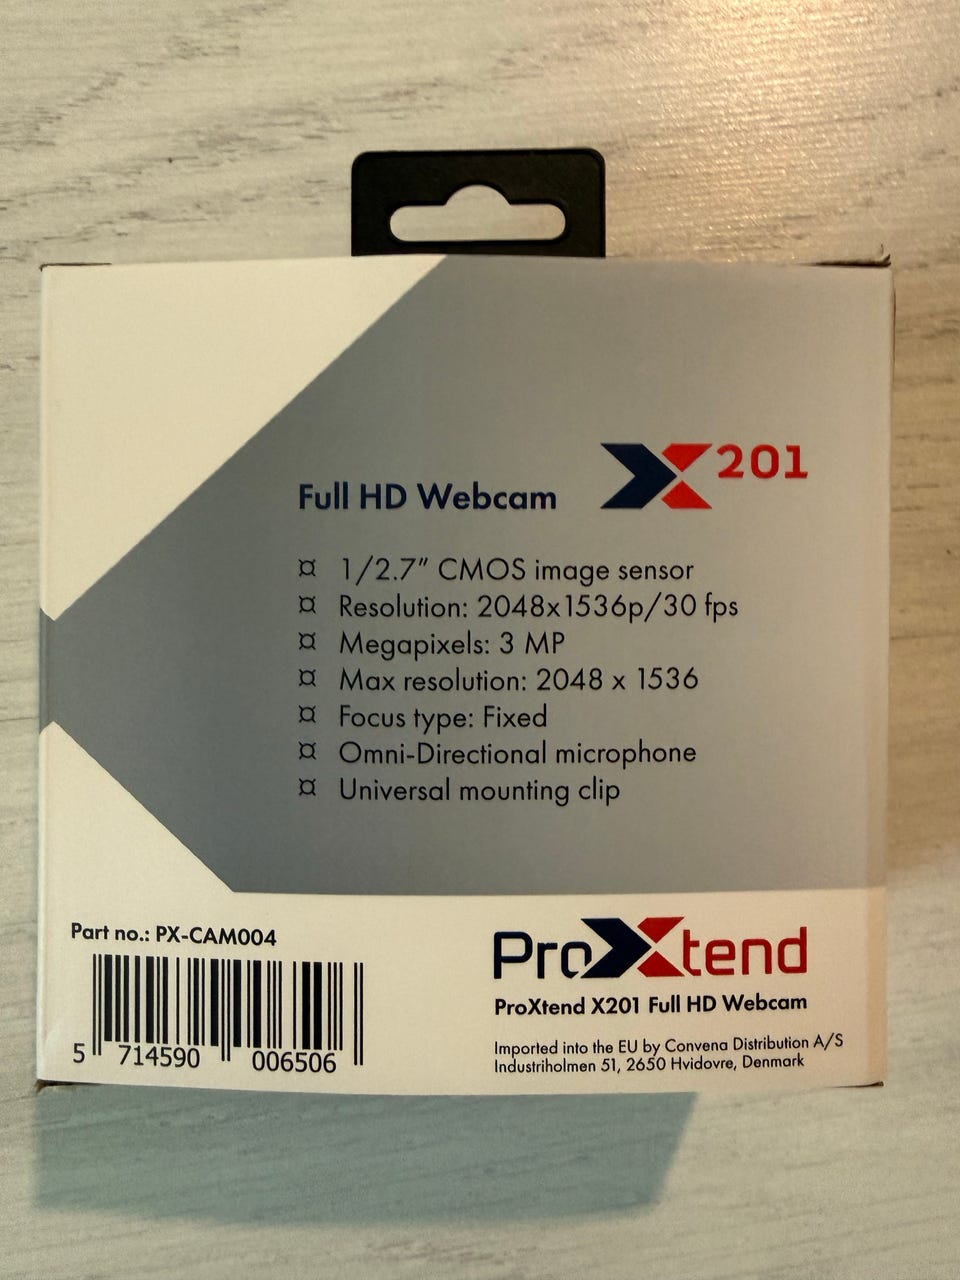 X201
Full HD Webcam
¤ 1/2.7” CMOS image sensor
¤ Resolution: 2048x1536p/30 fps
¤ Megapixels: 3 MP
¤ Max resolution: 2048 x 1536
¤ Focus type: Fixed
¤ Omni-Directional microphone
¤ Universal mounting clip
Part no.: PX-CAM004
5 714590 006506
ProXtend
ProXtend X201 Full HD Webcam
Imported into the EU by Convena Distribution A/S
Industriholmen 51, 2650 Hvidovre, Denmark